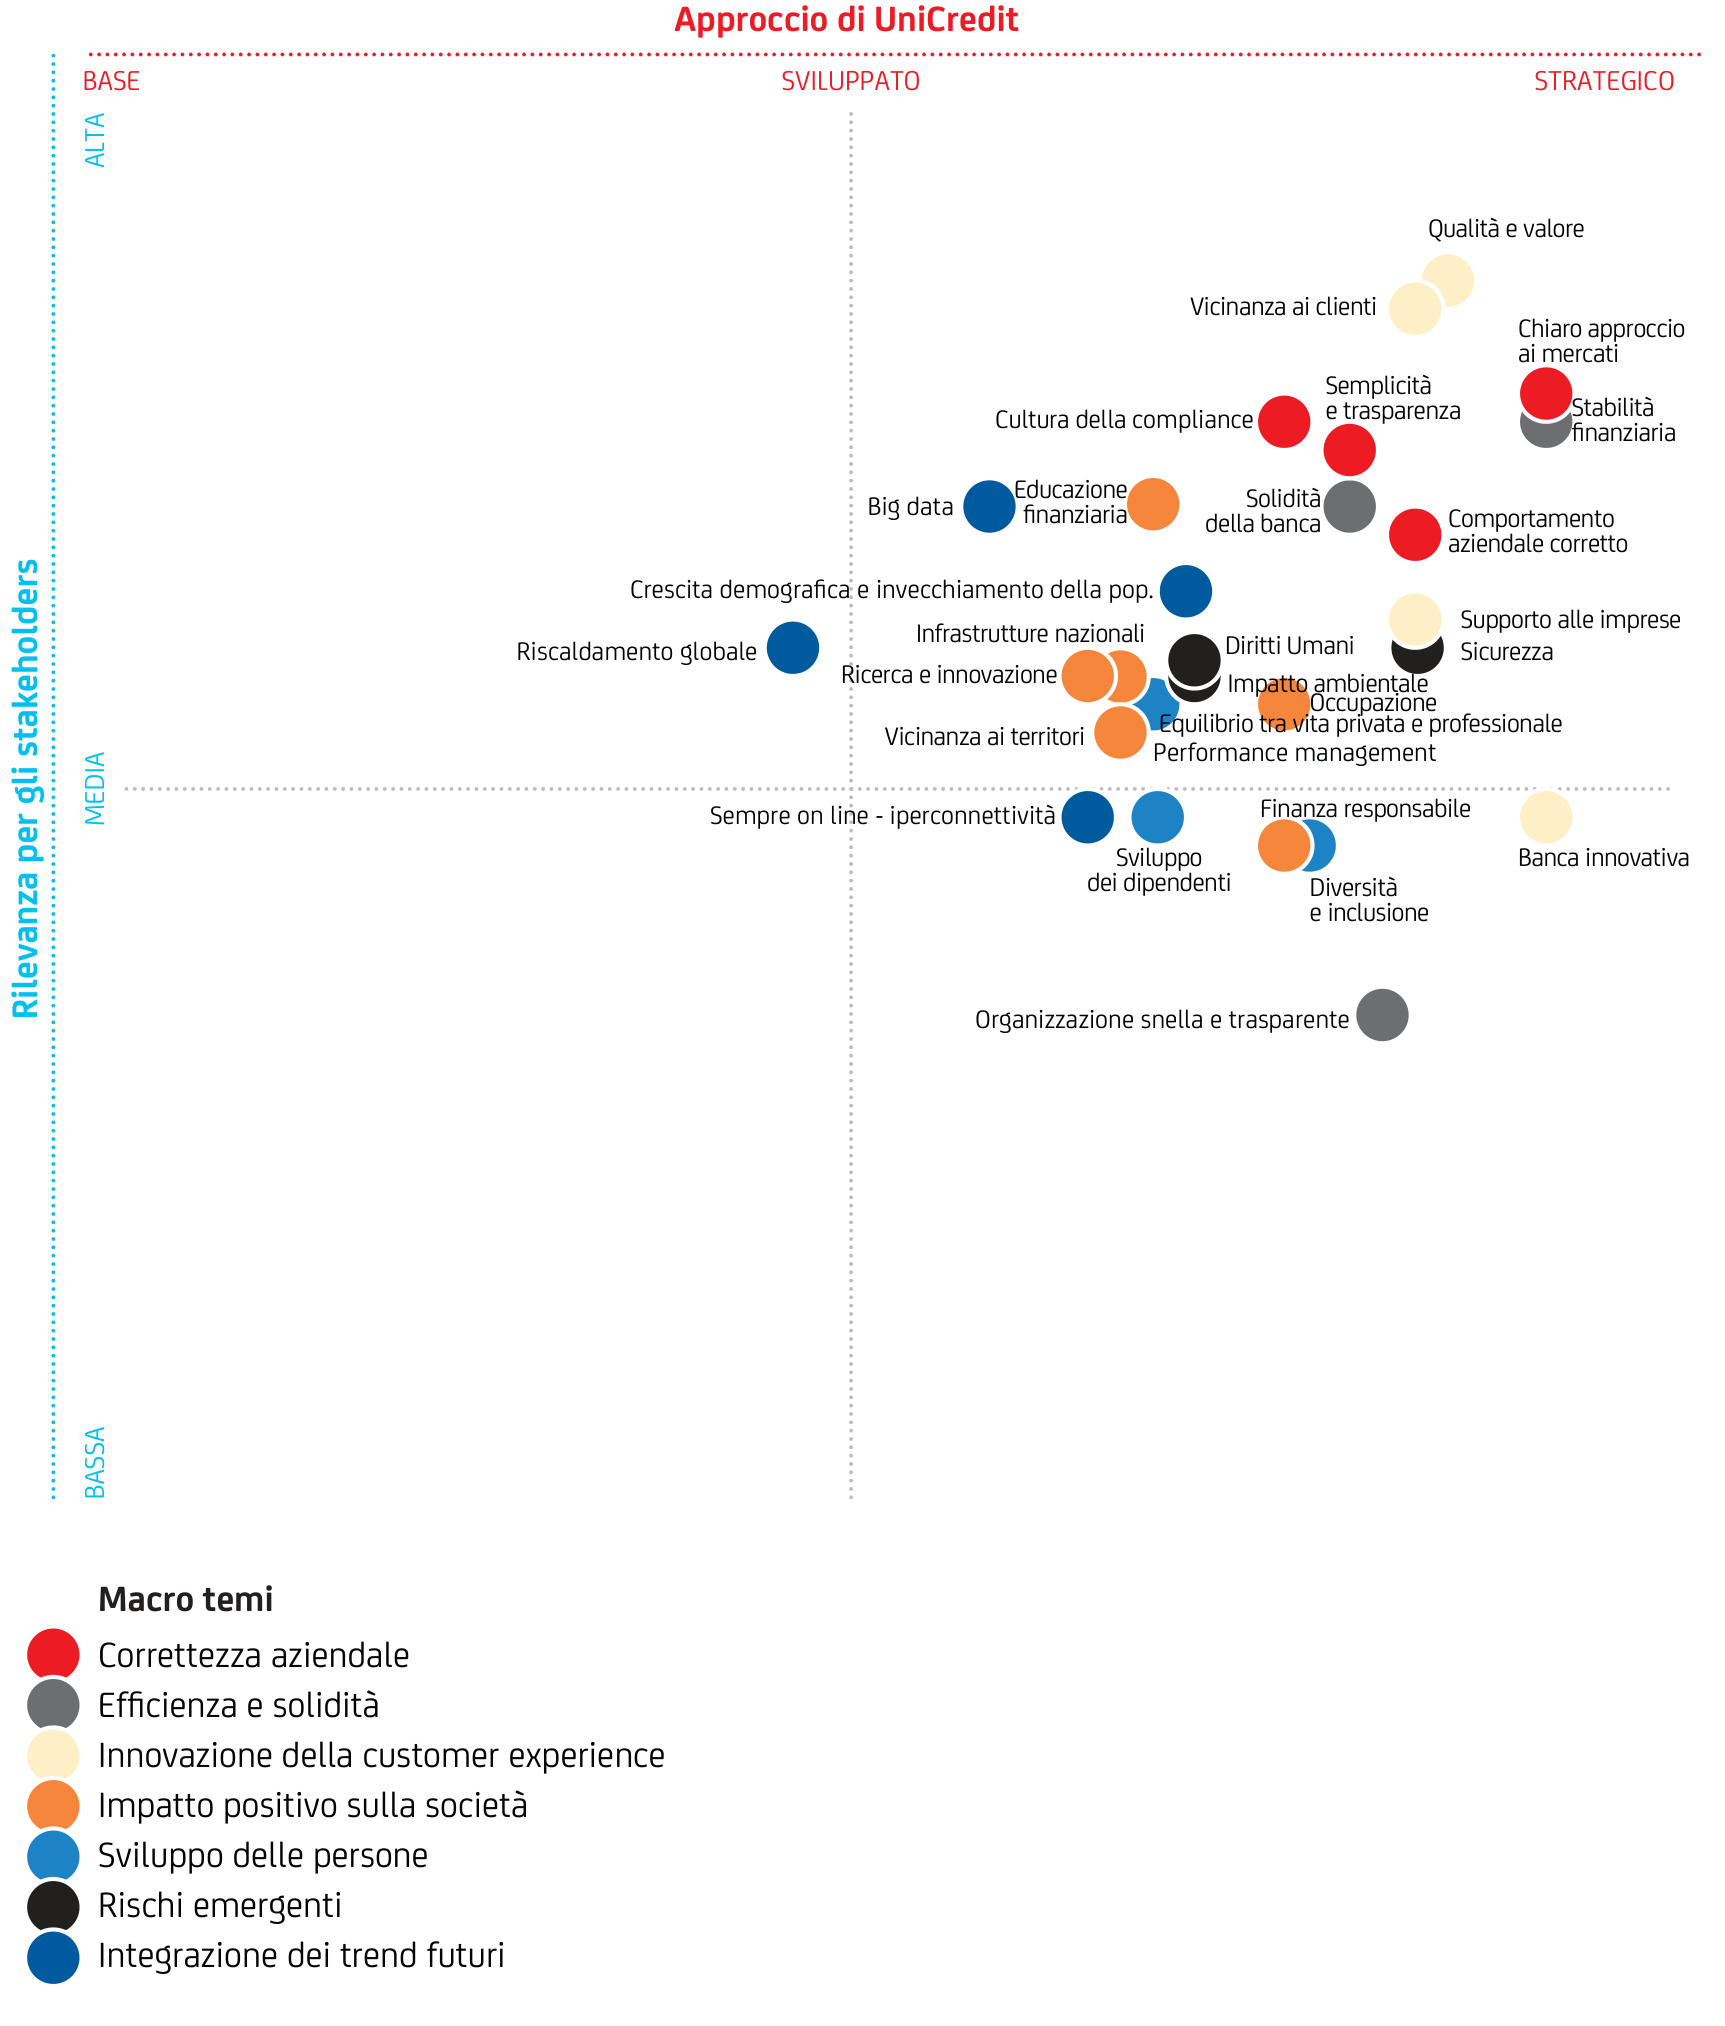 Approccio di UniCredit
BASE
SVILUPPATO
STRATEGICO
Rilevanza per gli stakeholders
ALTA
MEDIA
BASSA
Qualità e valore
Vicinanza ai clienti
Chiaro approccio
ai mercati
Stabilità
finanziaria
Semplicità
e trasparenza
Cultura della compliance
Big data
Educazione
finanziaria
Solidità
della banca
Comportamento
aziendale corretto
Crescita demografica e invecchiamento della pop.
Supporto alle imprese
Infrastrutture nazionali
Diritti Umani
Sicurezza
Riscaldamento globale
Ricerca e innovazione
Impatto ambientale
Occupazione
Equilibrio tra vita privata e professionale
Vicinanza ai territori
Performance management
Sempre on line - iperconnettività
Finanza responsabile
Sviluppo
dei dipendenti
Banca innovativa
Diversità
e inclusione
Organizzazione snella e trasparente
Macro temi
Correttezza aziendale
Efficienza e solidità
Innovazione della customer experience
Impatto positivo sulla società
Sviluppo delle persone
Rischi emergenti
Integrazione dei trend futuri